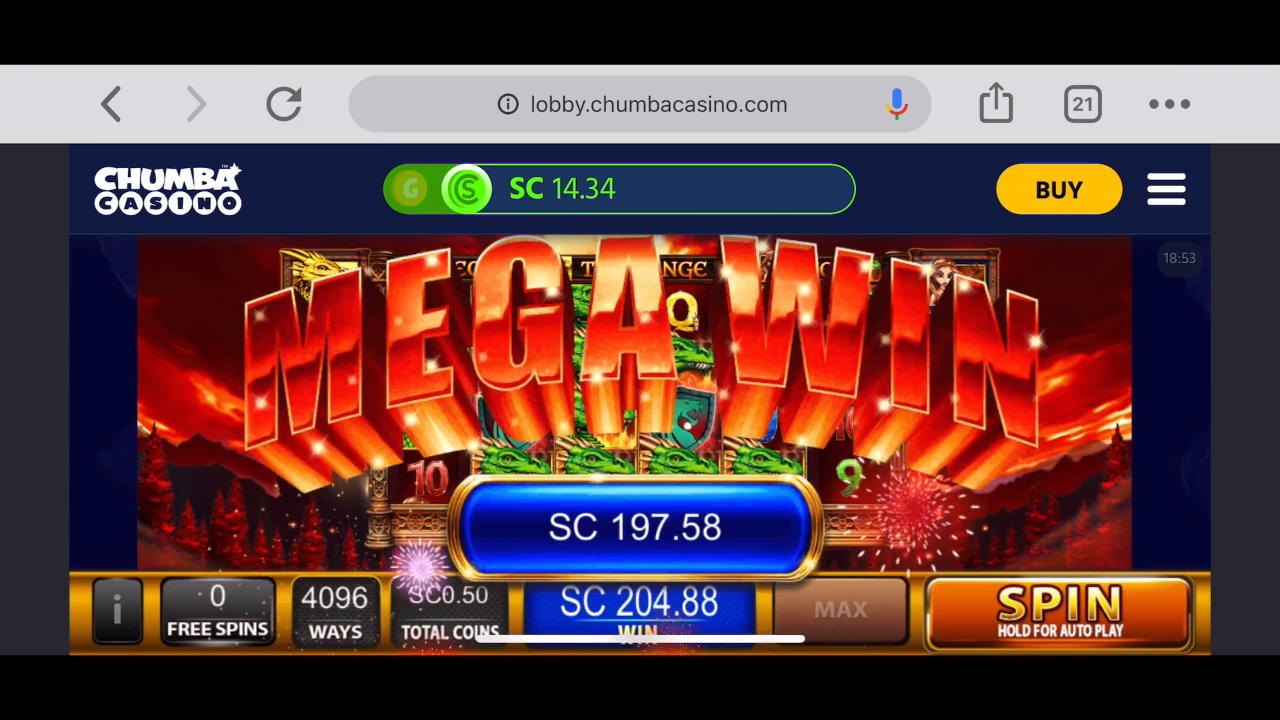 lobby.chumbacasino.com
21
CHUMBA™
CASINO
G S SC 14.34
BUY
18:53
MEGA WIN
Q
10
9
SC 197.58
i
0
FREE SPINS
4096
WAYS
SC0.50
TOTAL COINS
SC 204.88
WIN
MAX
SPIN
HOLD FOR AUTO PLAY